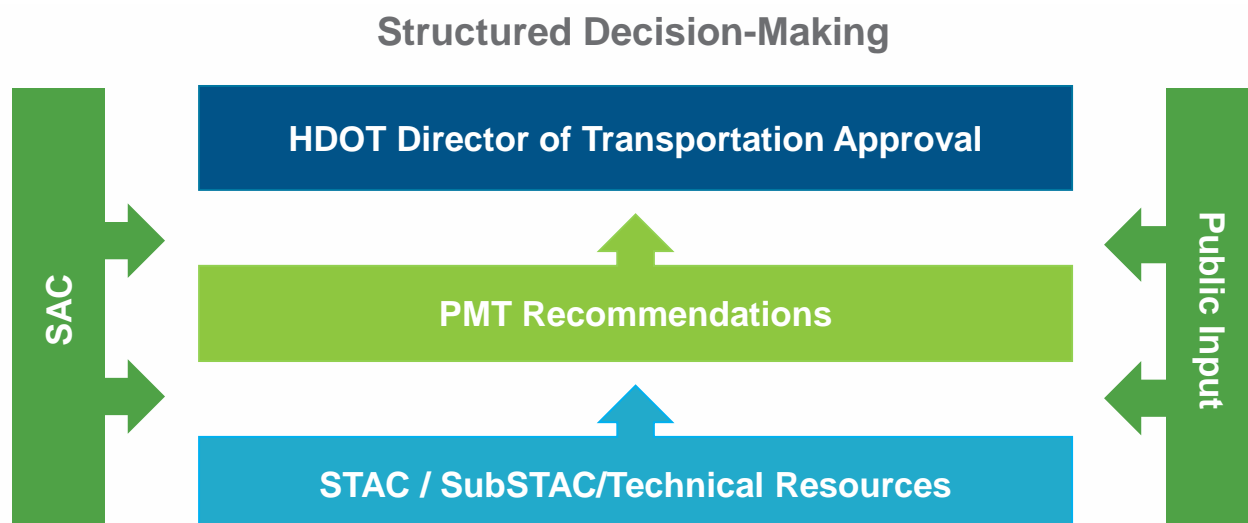 Structured Decision-Making
HDOT Director of Transportation Approval
SAC
PMT Recommendations
Public Input
STAC / SubSTAC/Technical Resources